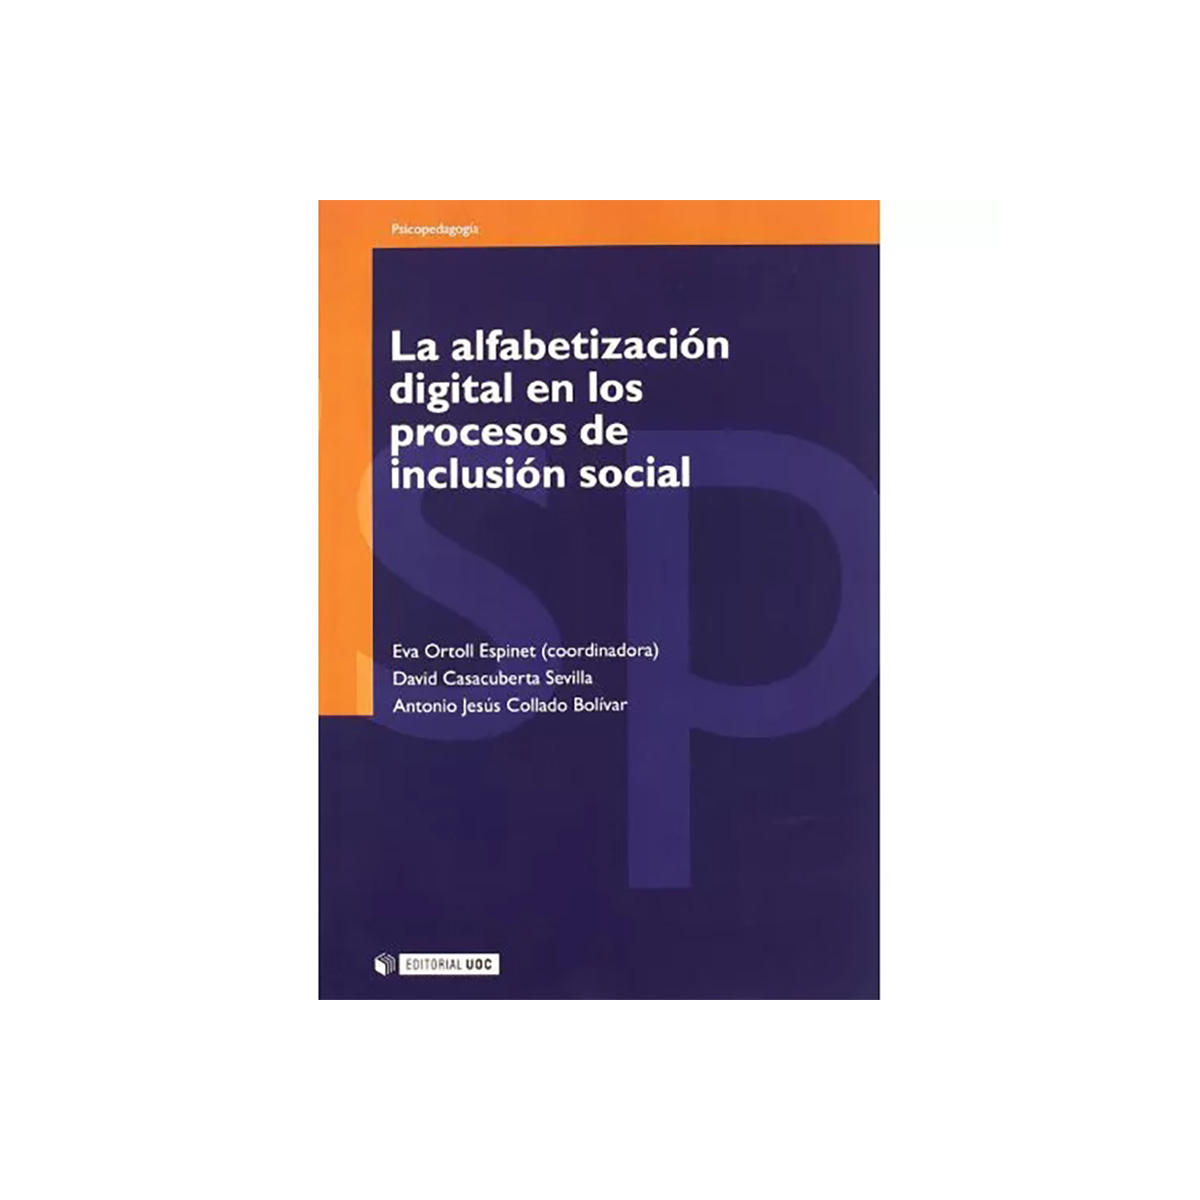 Psicopedagogía
La alfabetización
digital en los
procesos de
inclusión social
sp
Eva Ortoll Espinet (coordinadora)
David Casacuberta Sevilla
Antonio Jesús Collado Bolívar
EDITORIAL UOC